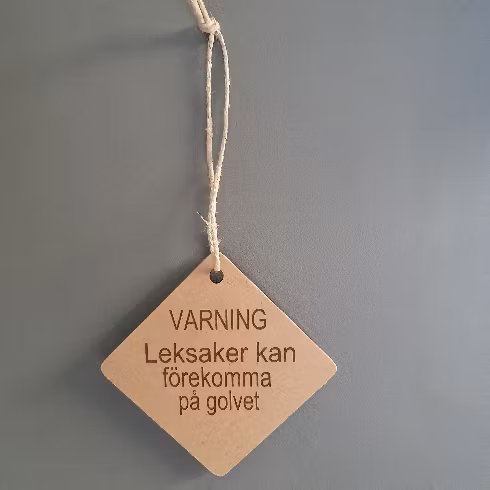 VARNING
Leksaker kan
förekomma
på golvet